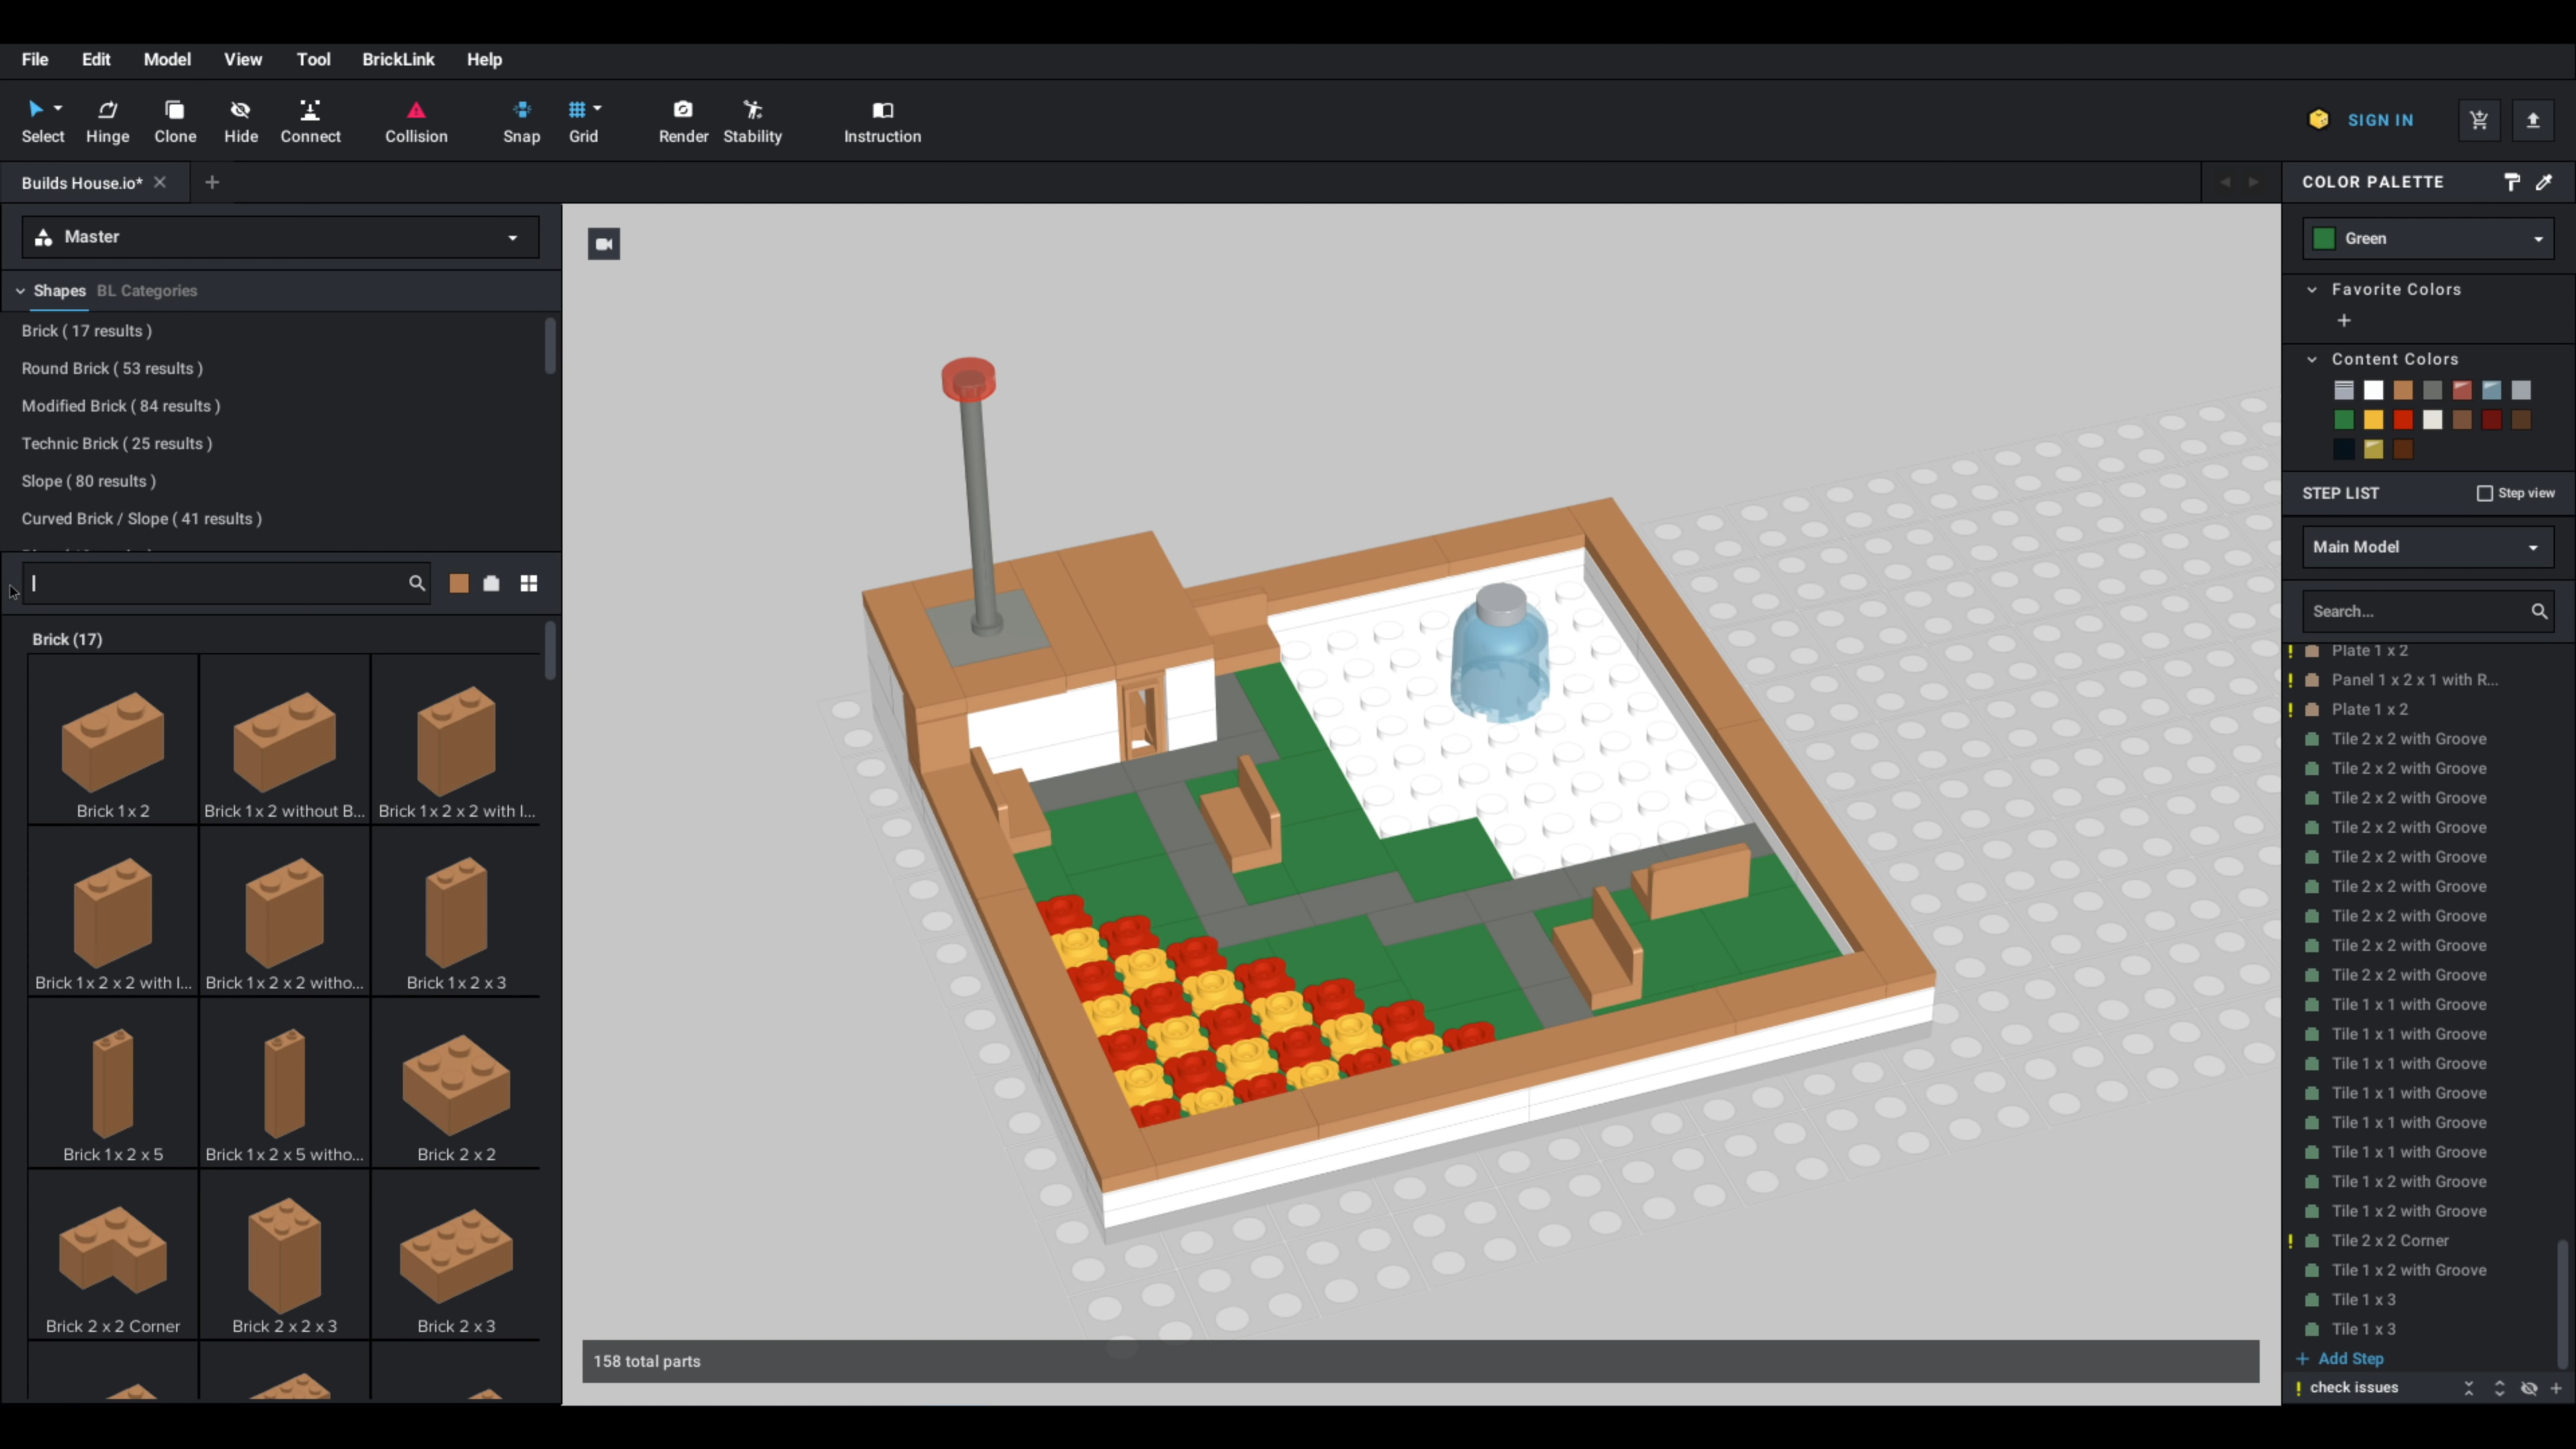 File Edit Model View Tool BrickLink Help
Select Hinge Clone Hide Connect Collision Snap Grid Render Stability Instruction
SIGN IN
Builds House.io*
Master
Shapes BL Categories
Brick ( 17 results )
Round Brick ( 53 results )
Modified Brick ( 84 results )
Technic Brick ( 25 results )
Slope ( 80 results )
Curved Brick / Slope ( 41 results )
Brick (17)
Brick 1 x 2
Brick 1 x 2 without B...
Brick 1 x 2 x 2 with I...
Brick 1 x 2 x 2 with I...
Brick 1 x 2 x 2 witho...
Brick 1 x 2 x 3
Brick 1 x 2 x 5
Brick 1 x 2 x 5 witho...
Brick 2 x 2
Brick 2 x 2 Corner
Brick 2 x 2 x 3
Brick 2 x 3
158 total parts
COLOR PALETTE
Green
Favorite Colors
Content Colors
STEP LIST
Step view
Main Model
Search...
Plate 1 x 2
Panel 1 x 2 x 1 with R...
Plate 1 x 2
Tile 2 x 2 with Groove
Tile 2 x 2 with Groove
Tile 2 x 2 with Groove
Tile 2 x 2 with Groove
Tile 2 x 2 with Groove
Tile 2 x 2 with Groove
Tile 2 x 2 with Groove
Tile 2 x 2 with Groove
Tile 2 x 2 with Groove
Tile 1 x 1 with Groove
Tile 1 x 1 with Groove
Tile 1 x 1 with Groove
Tile 1 x 1 with Groove
Tile 1 x 1 with Groove
Tile 1 x 1 with Groove
Tile 1 x 2 with Groove
Tile 1 x 2 with Groove
Tile 2 x 2 Corner
Tile 1 x 2 with Groove
Tile 1 x 3
Tile 1 x 3
+ Add Step
! check issues